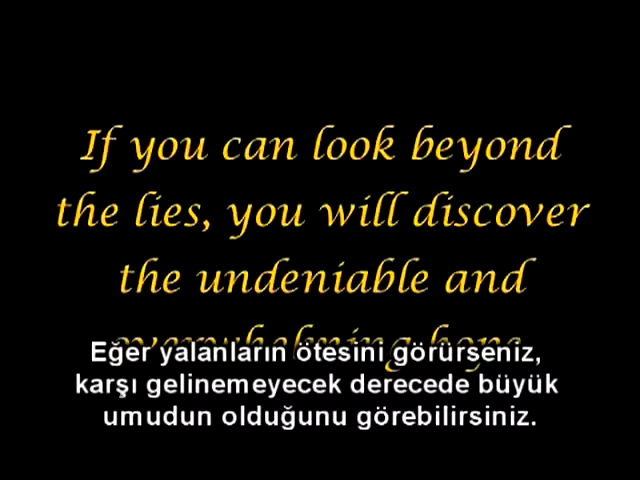 If you can look beyond
the lies, you will discover
the undeniable and
overwhelming hope
Eğer yalanların ötesini görürseniz,
karşı gelinemeyecek derecede büyük
umudun olduğunu görebilirsiniz.